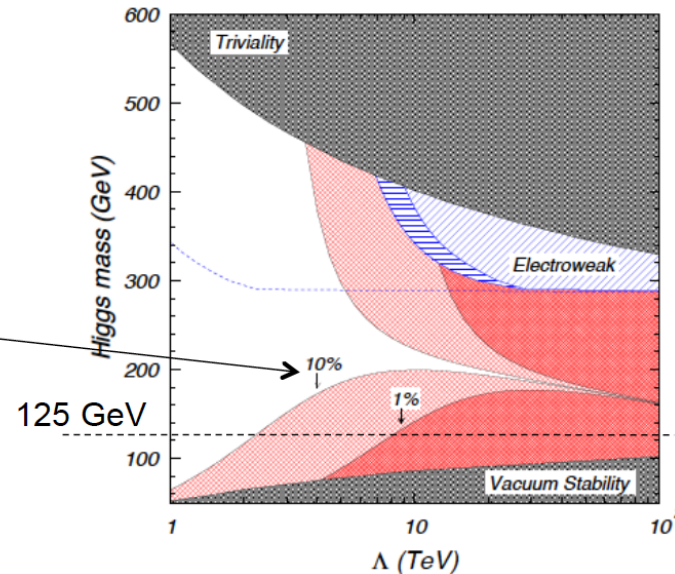 600
Triviality
500
Higgs mass (GeV)
400
Electroweak
300
200
10%
125 GeV
1%
100
Vacuum Stability
1
10
Λ (TeV)